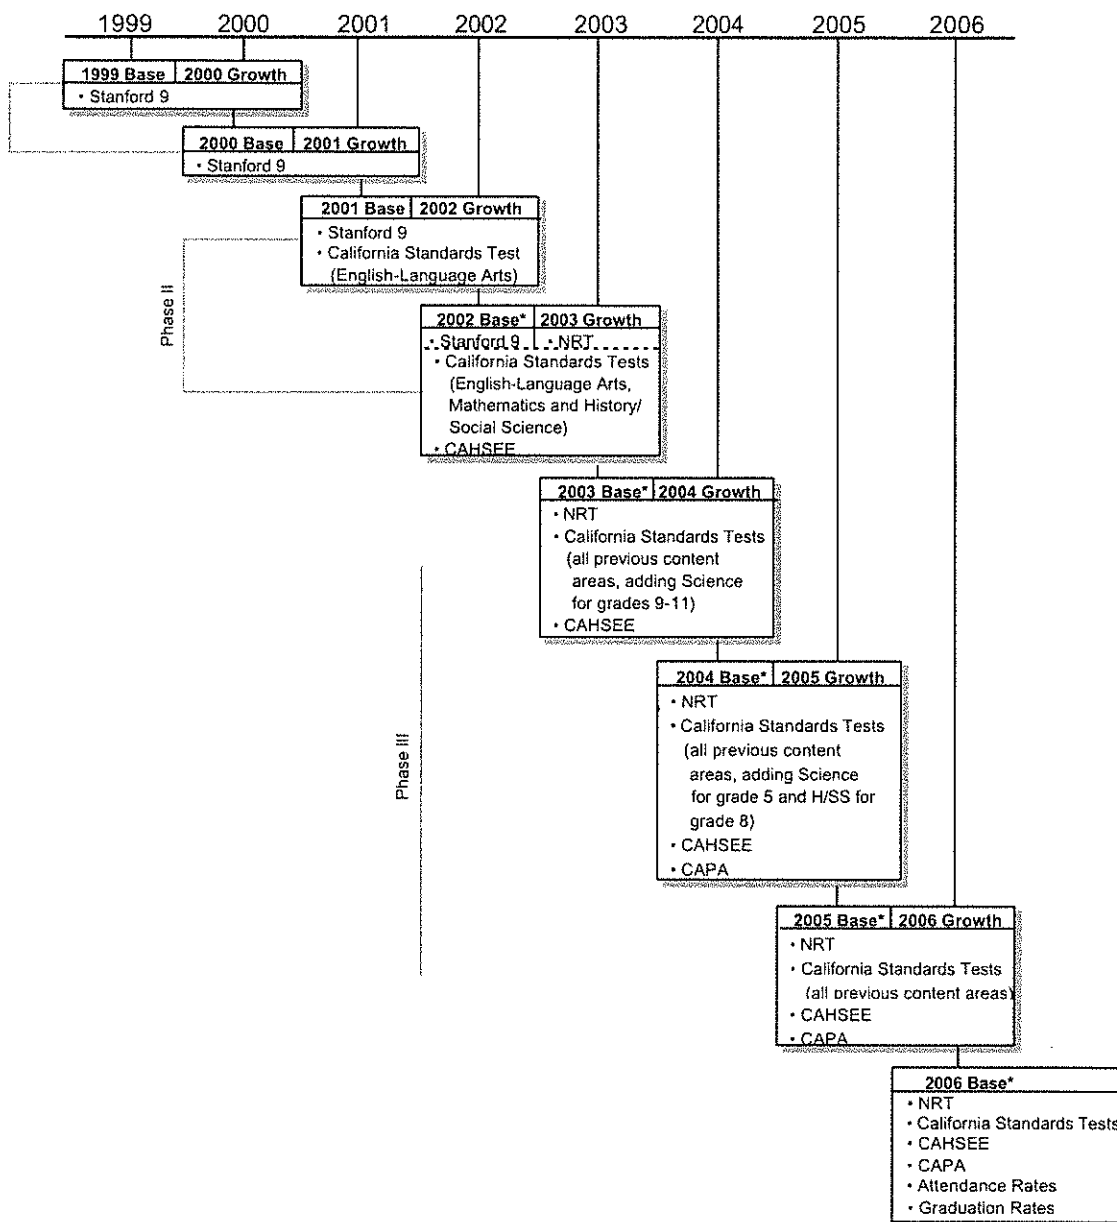 1999 2000 2001 2002 2003 2004 2005 2006
1999 Base 2000 Growth
• Stanford 9
2000 Base 2001 Growth
• Stanford 9
2001 Base 2002 Growth
• Stanford 9
• California Standards Test
(English-Language Arts)
Phase II
2002 Base* 2003 Growth
• Stanford 9 • NRT
• California Standards Tests
(English-Language Arts,
Mathematics and History/
Social Science)
• CAHSEE
2003 Base* 2004 Growth
• NRT
• California Standards Tests
(all previous content
areas, adding Science
for grades 9-11)
• CAHSEE
Phase III
2004 Base* 2005 Growth
• NRT
• California Standards Tests
(all previous content
areas, adding Science
for grade 5 and H/SS for
grade 8)
• CAHSEE
• CAPA
2005 Base* 2006 Growth
• NRT
• California Standards Tests
(all previous content areas)
• CAHSEE
• CAPA
2006 Base*
• NRT
• California Standards Tests
• CAHSEE
• CAPA
• Attendance Rates
• Graduation Rates